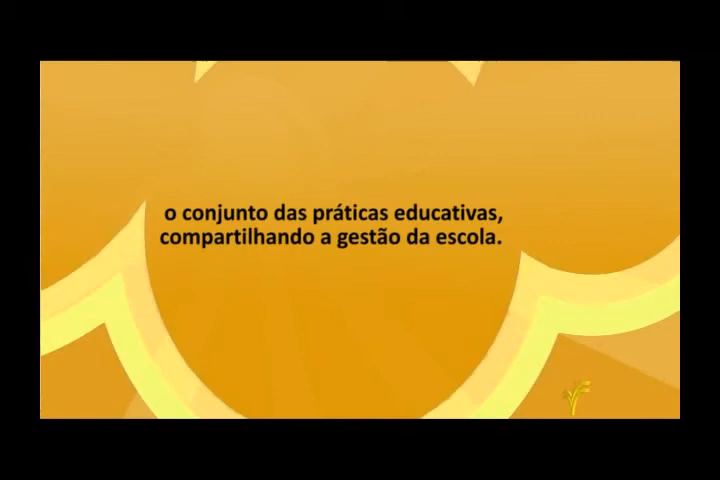 o conjunto das práticas educativas,
compartilhando a gestão da escola.